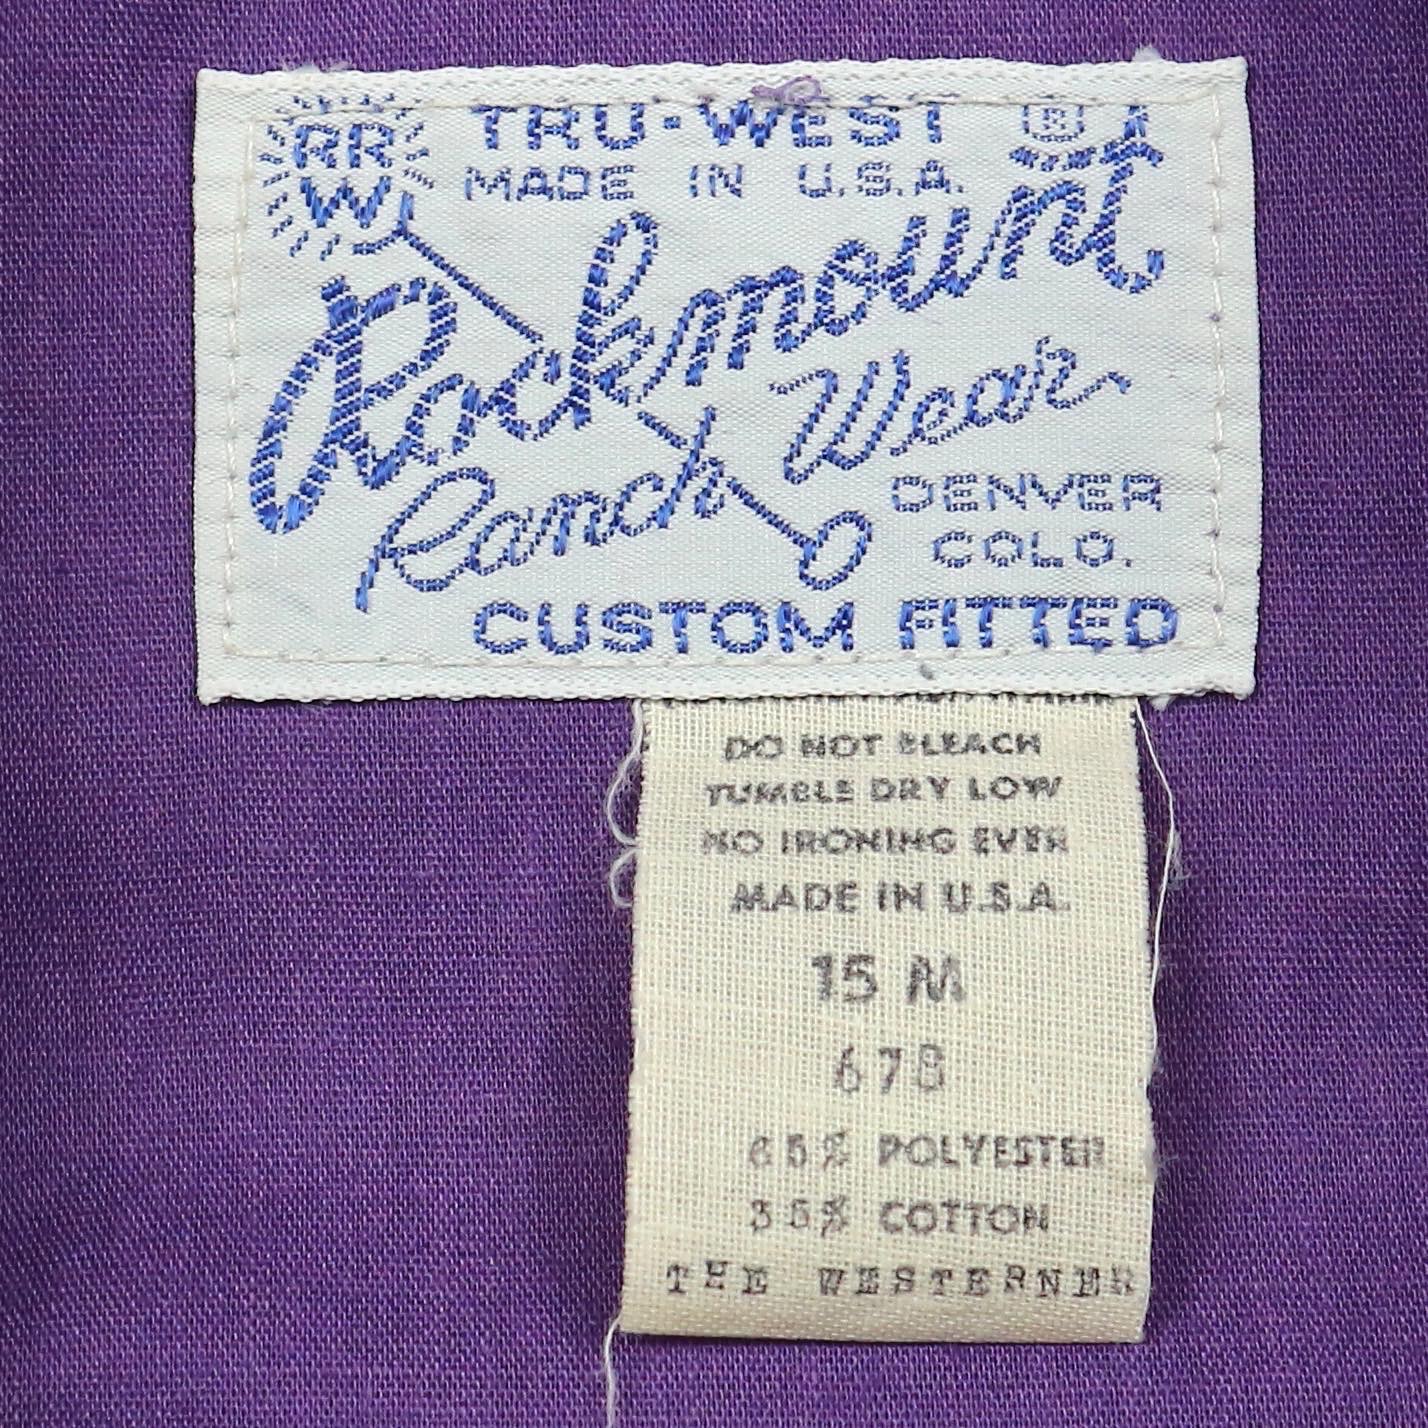 RR
W
TRU-WEST ®
MADE IN U.S.A.
Rockmount
Ranch Wear
DENVER
COLO.
CUSTOM FITTED
DO NOT BLEACH
TUMBLE DRY LOW
NO IRONING EVER
MADE IN U.S.A.
15 M
678
65% POLYESTER
35% COTTON
THE WESTERNER